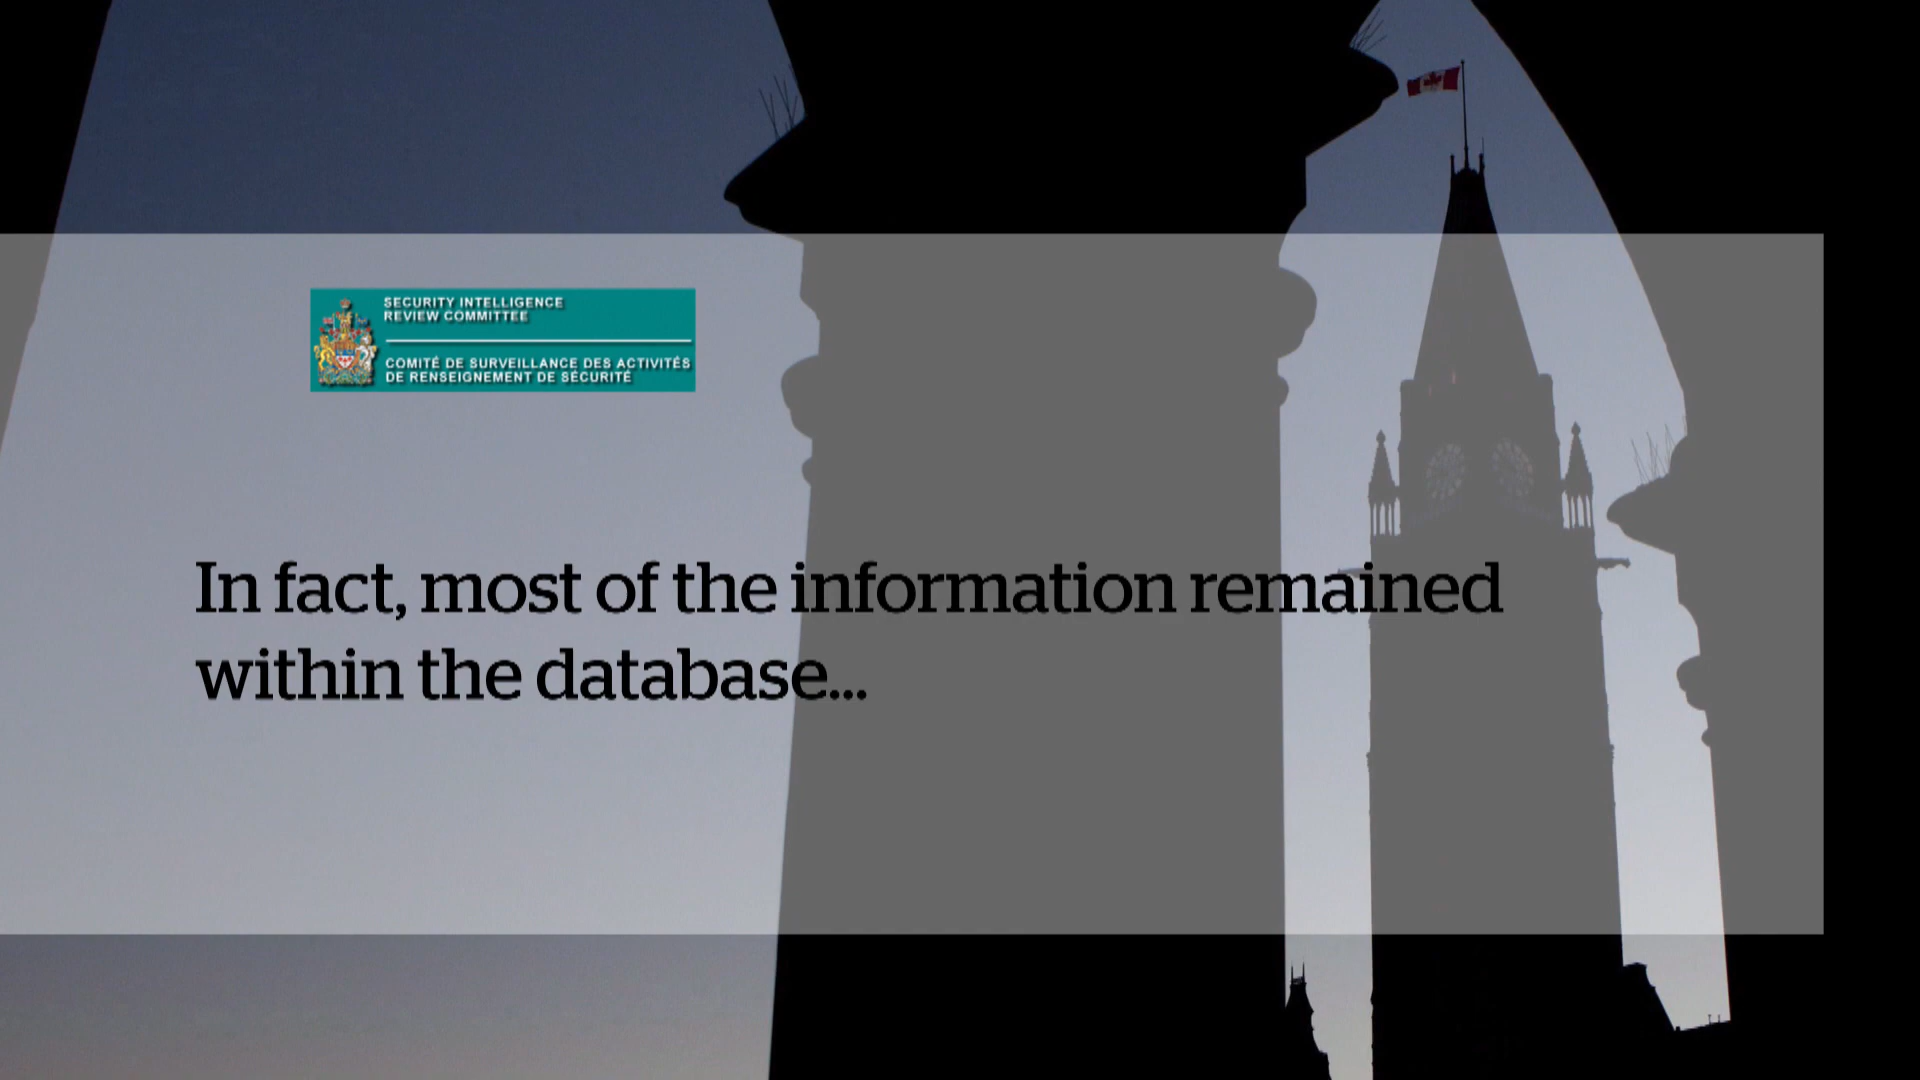 SECURITY INTELLIGENCE
REVIEW COMMITTEE
COMITÉ DE SURVEILLANCE DES ACTIVITÉS
DE RENSEIGNEMENT DE SÉCURITÉ
In fact, most of the information remained
within the database...